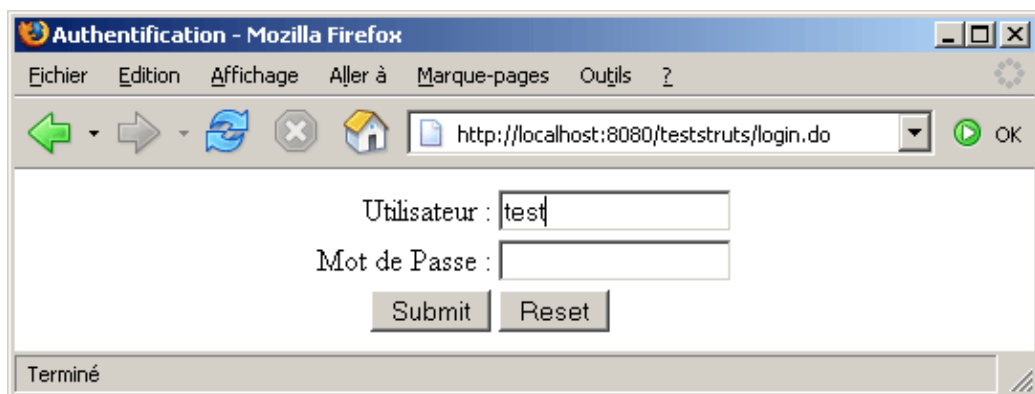 Authentification - Mozilla Firefox
Fichier Edition Affichage Aller à Marque-pages Outils ?
http://localhost:8080/teststruts/login.do OK
Utilisateur : test
Mot de Passe :
Submit Reset
Terminé